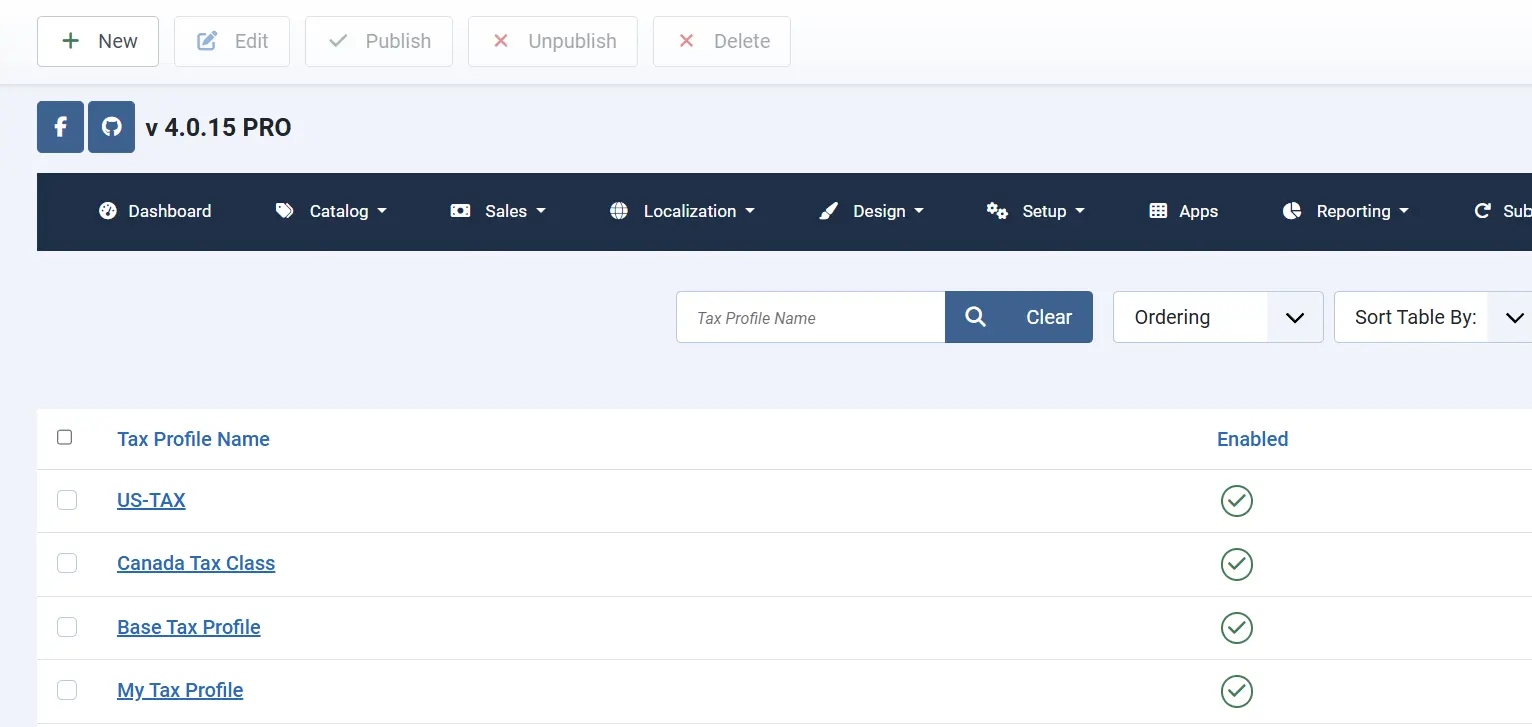 New Edit Publish Unpublish Delete
v 4.0.15 PRO
Dashboard Catalog Sales Localization Design Setup Apps Reporting Sub
Tax Profile Name Clear Ordering Sort Table By:
Tax Profile Name Enabled
US-TAX
Canada Tax Class
Base Tax Profile
My Tax Profile